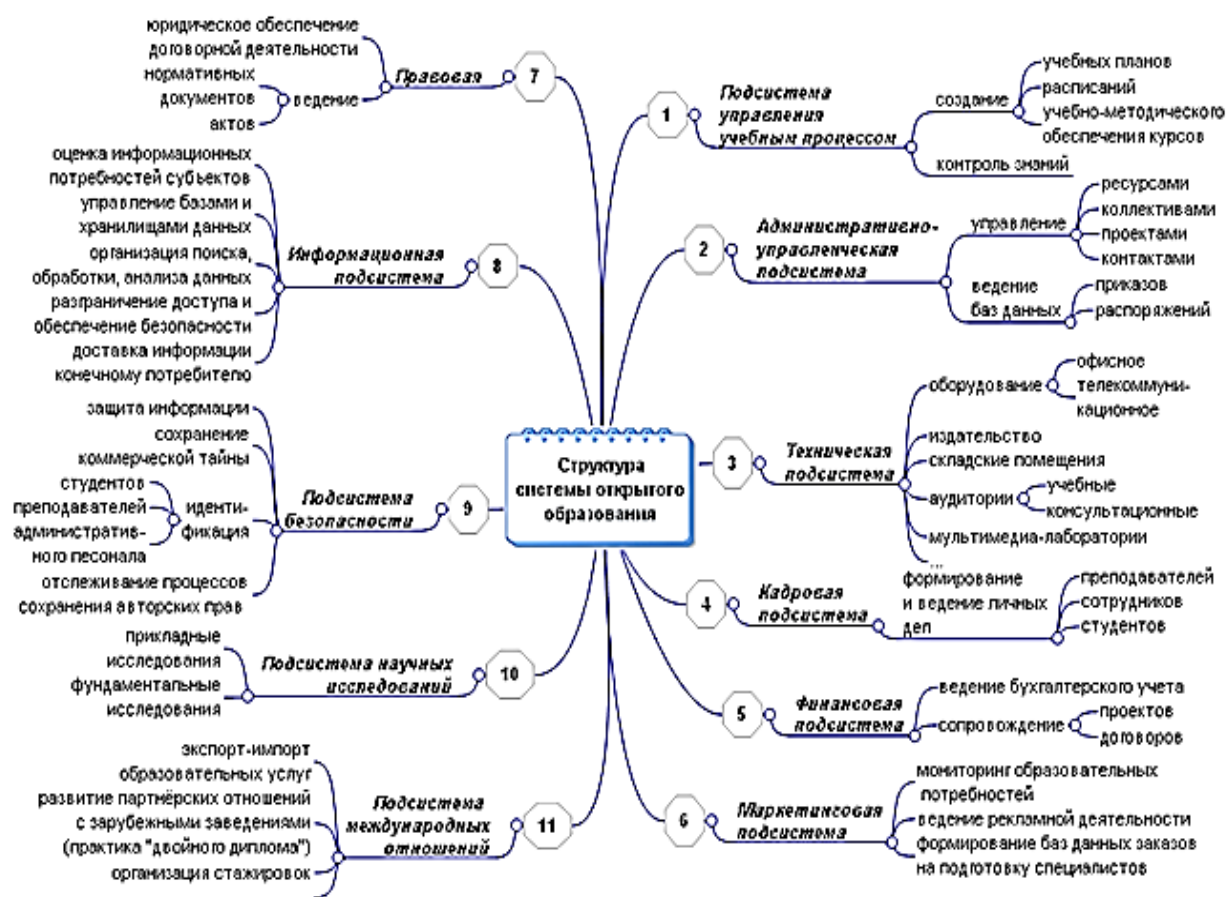 Структура
системы открытого
образования
1
Подсистема
управления
учебным процессом
создание
учебных планов
расписаний
учебно-методического
обеспечения курсов
контроль знаний
2
Административно-
управленческая
подсистема
управление
ресурсами
коллективами
проектами
контактами
ведение
баз данных
приказов
распоряжений
3
Техническая
подсистема
оборудование
офисное
телекоммуни-
кационное
издательство
складские помещения
аудитории
учебные
консультационные
мультимедиа-лаборатории
...
4
Кадровая
подсистема
формирование
и ведение личных
дел
преподавателей
сотрудников
студентов
5
Финансовая
подсистема
ведение бухгалтерского учета
сопровождение
проектов
договоров
6
Маркетинговая
подсистема
мониторинг образовательных
потребностей
ведение рекламной деятельности
формирование баз данных заказов
на подготовку специалистов
7
Правовая
юридическое обеспечение
договорной деятельности
ведение
нормативных
документов
актов
8
Информационная
подсистема
оценка информационных
потребностей субъектов
управление базами и
хранилищами данных
организация поиска,
обработки, анализа данных
разграничение доступа и
обеспечение безопасности
доставка информации
конечному потребителю
9
Подсистема
безопасности
защита информации
сохранение
коммерческой тайны
иденти-
фикация
студентов
преподавателей
административ-
ного песонала
отслеживание процессов
сохранения авторских прав
10
Подсистема научных
исследований
прикладные
исследования
фундаментальные
исследования
11
Подсистема
международных
отношений
экспорт-импорт
образовательных услуг
развитие партнёрских отношений
с зарубежными заведениями
(практика "двойного диплома")
организация стажировок